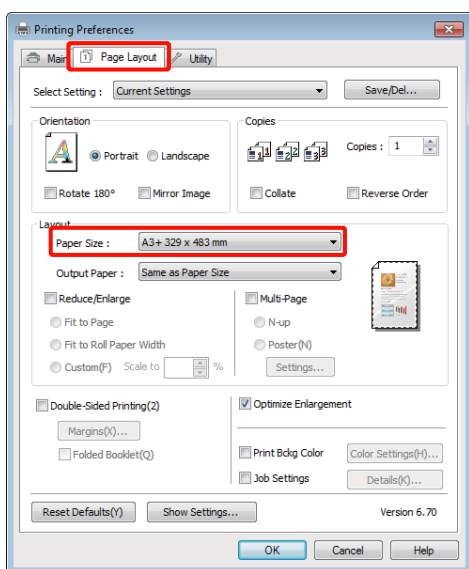 Printing Preferences
Main Page Layout Utility
Select Setting : Current Settings Save/Del...
Orientation
Portrait Landscape
Rotate 180° Mirror Image
Copies
Copies : 1
Collate Reverse Order
Layout
Paper Size : A3+ 329 x 483 mm
Output Paper : Same as Paper Size
Reduce/Enlarge
Fit to Page
Fit to Roll Paper Width
Custom(F) Scale to %
Multi-Page
N-up
Poster(N)
Settings...
Double-Sided Printing(2)
Margins(X)...
Folded Booklet(Q)
Optimize Enlargement
Print Bckg Color Color Settings(H)...
Job Settings Details(K)...
Reset Defaults(Y) Show Settings... Version 6.70
OK Cancel Help